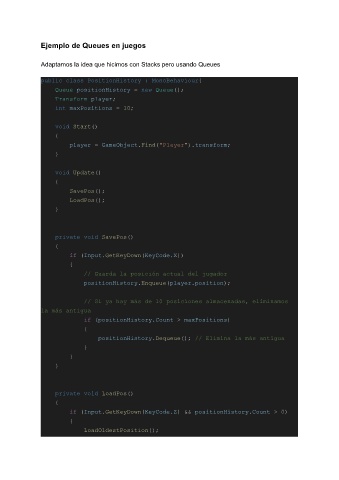 Ejemplo de Queues en juegos
Adaptamos la idea que hicimos con Stacks pero usando Queues
public class PositionHistory : MonoBehaviour{
Queue positionHistory = new Queue();
Transform player;
int maxPositions = 10;
void Start()
{
player = GameObject.Find("Player").transform;
}
void Update()
{
SavePos();
LoadPos();
}
private void SavePos()
{
if (Input.GetKeyDown(KeyCode.X))
{
// Guarda la posición actual del jugador
positionHistory.Enqueue(player.position);
// Si ya hay más de 10 posiciones almacenadas, eliminamos
la más antigua
if (positionHistory.Count > maxPositions)
{
positionHistory.Dequeue(); // Elimina la más antigua
}
}
}
private void LoadPos()
{
if (Input.GetKeyDown(KeyCode.Z) && positionHistory.Count > 0)
{
LoadOldestPosition();